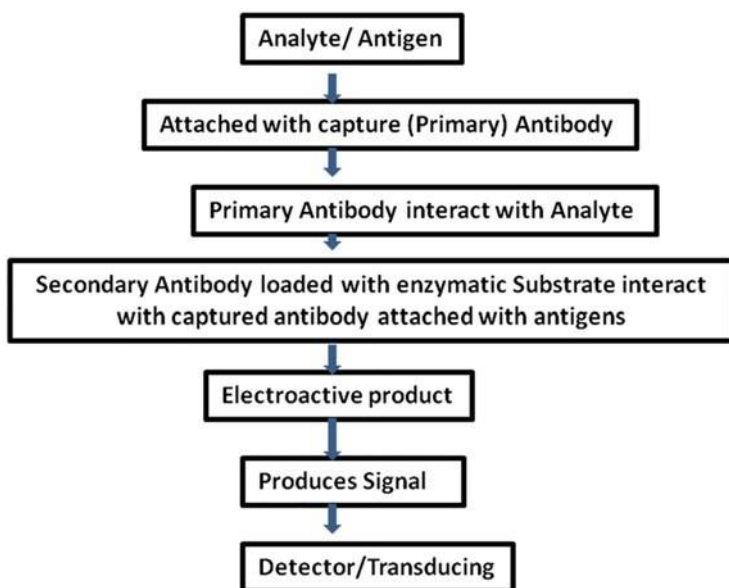 Analyte/ Antigen
Attached with capture (Primary) Antibody
Primary Antibody interact with Analyte
Secondary Antibody loaded with enzymatic Substrate interact
with captured antibody attached with antigens
Electroactive product
Produces Signal
Detector/Transducing